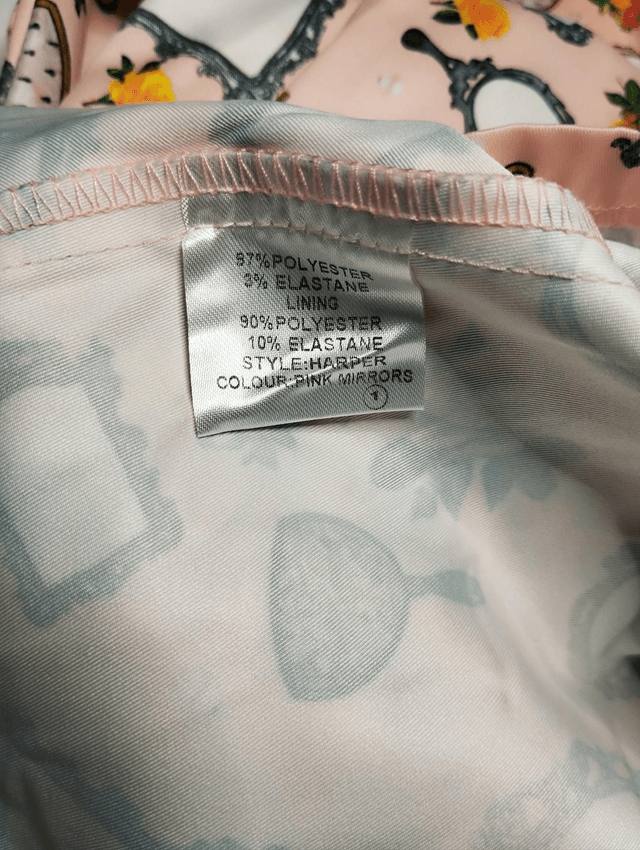 97%POLYESTER
3% ELASTANE
LINING
90%POLYESTER
10% ELASTANE
STYLE:HARPER
COLOUR:PINK MIRRORS
1